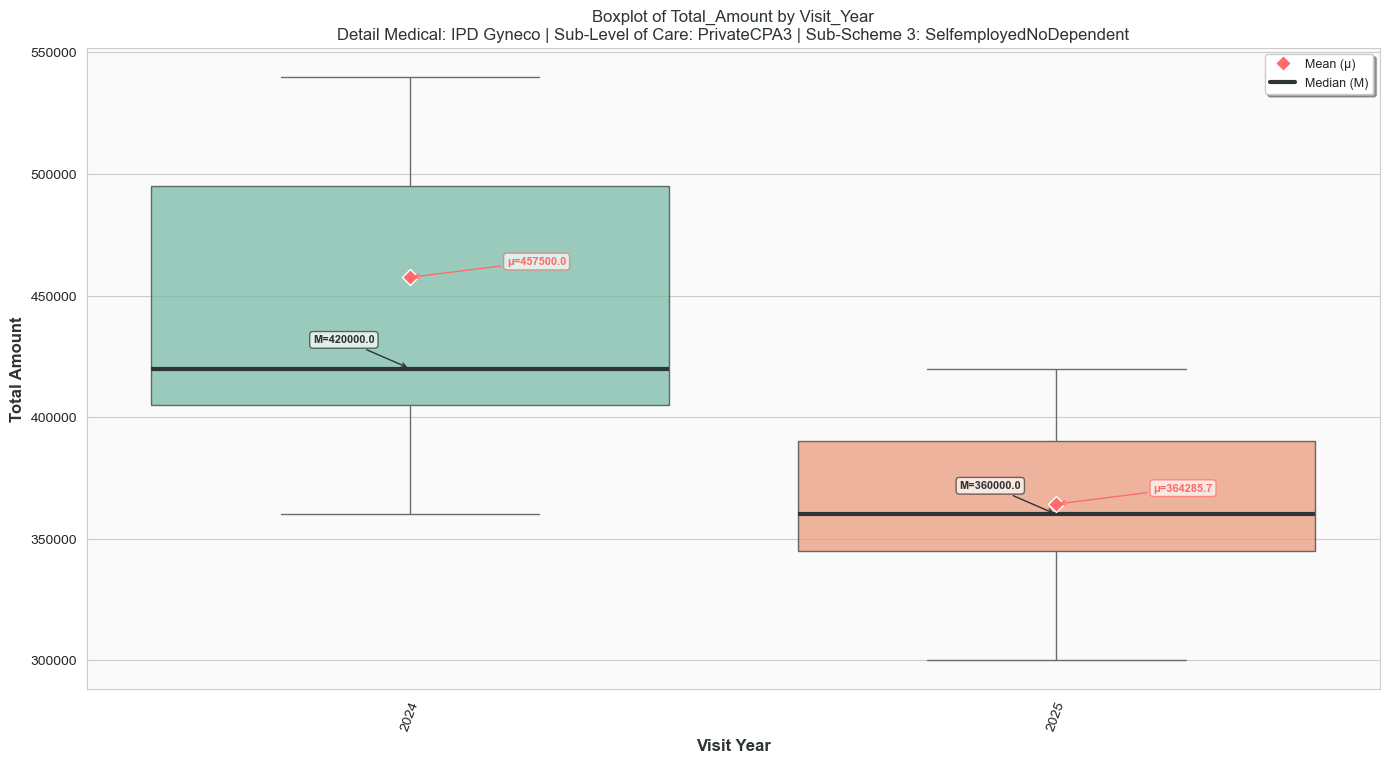 Boxplot of Total_Amount by Visit_Year
Detail Medical: IPD Gyneco | Sub-Level of Care: PrivateCPA3 | Sub-Scheme 3: SelfemployedNoDependent
Mean (μ)
Median (M)
Total Amount
550000
500000
450000
400000
350000
300000
μ=457500.0
M=420000.0
M=360000.0
μ=364285.7
2024
2025
Visit Year